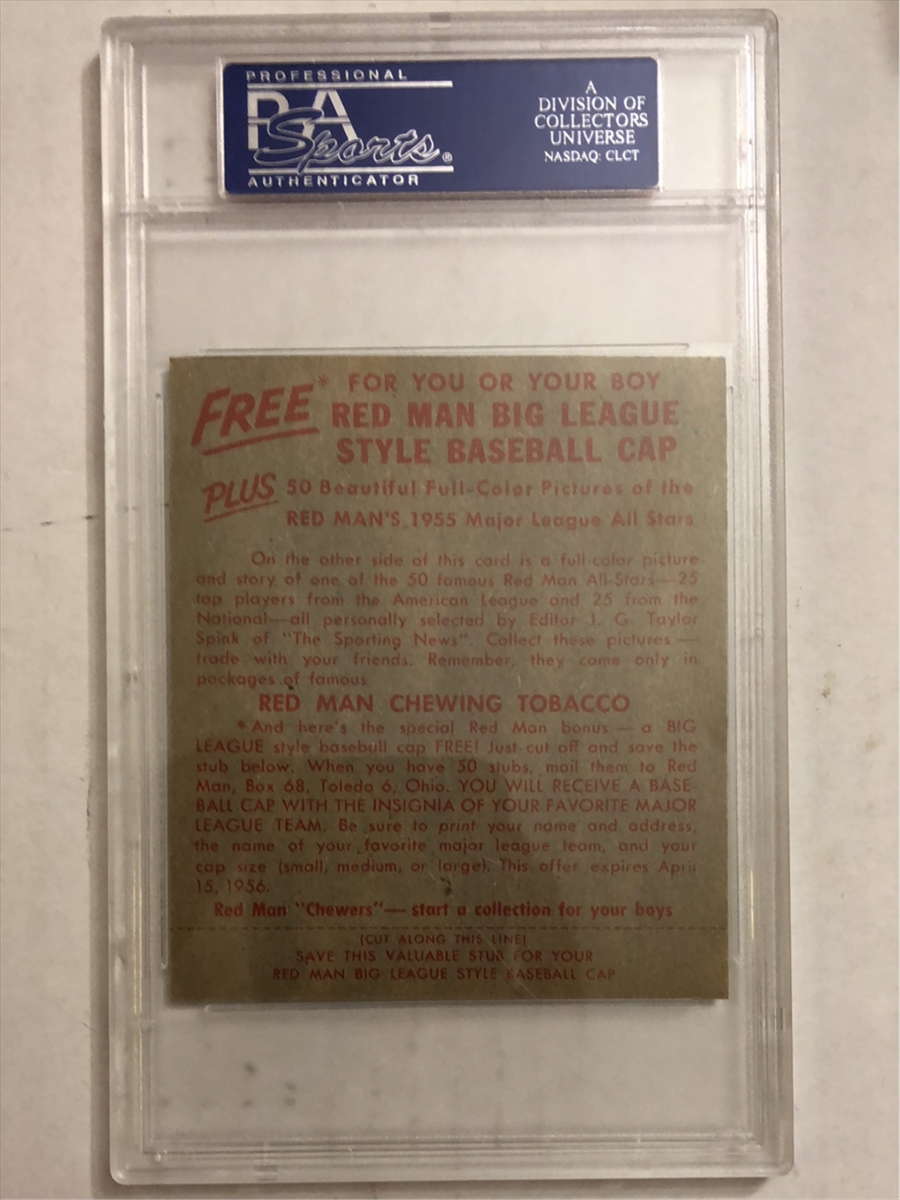 PROFESSIONAL
PSA
Sports®
AUTHENTICATOR
A
DIVISION OF
COLLECTORS
UNIVERSE
NASDAQ: CLCT
FREE* FOR YOU OR YOUR BOY
RED MAN BIG LEAGUE
STYLE BASEBALL CAP
PLUS 50 Beautiful Full-Color Pictures of the
RED MAN'S 1955 Major League All Stars
On the other side of this card is a full-color picture
and story of one of the 50 famous Red Man All-Stars—25
top players from the American League and 25 from the
National—all personally selected by Editor J. G. Taylor
Spink of "The Sporting News". Collect these pictures—
trade with your friends. Remember, they come only in
packages of famous
RED MAN CHEWING TOBACCO
*And here's the special Red Man bonus — a BIG
LEAGUE style baseball cap FREE! Just cut off and save the
stub below. When you have 50 stubs, mail them to Red
Man, Box 68, Toledo 6, Ohio. YOU WILL RECEIVE A BASE-
BALL CAP WITH THE INSIGNIA OF YOUR FAVORITE MAJOR
LEAGUE TEAM. Be sure to print your name and address,
the name of your favorite major league team, and your
cap size (small, medium, or large). This offer expires April
15, 1956.
Red Man "Chewers"— start a collection for your boys
(CUT ALONG THIS LINE)
SAVE THIS VALUABLE STUB FOR YOUR
RED MAN BIG LEAGUE STYLE BASEBALL CAP